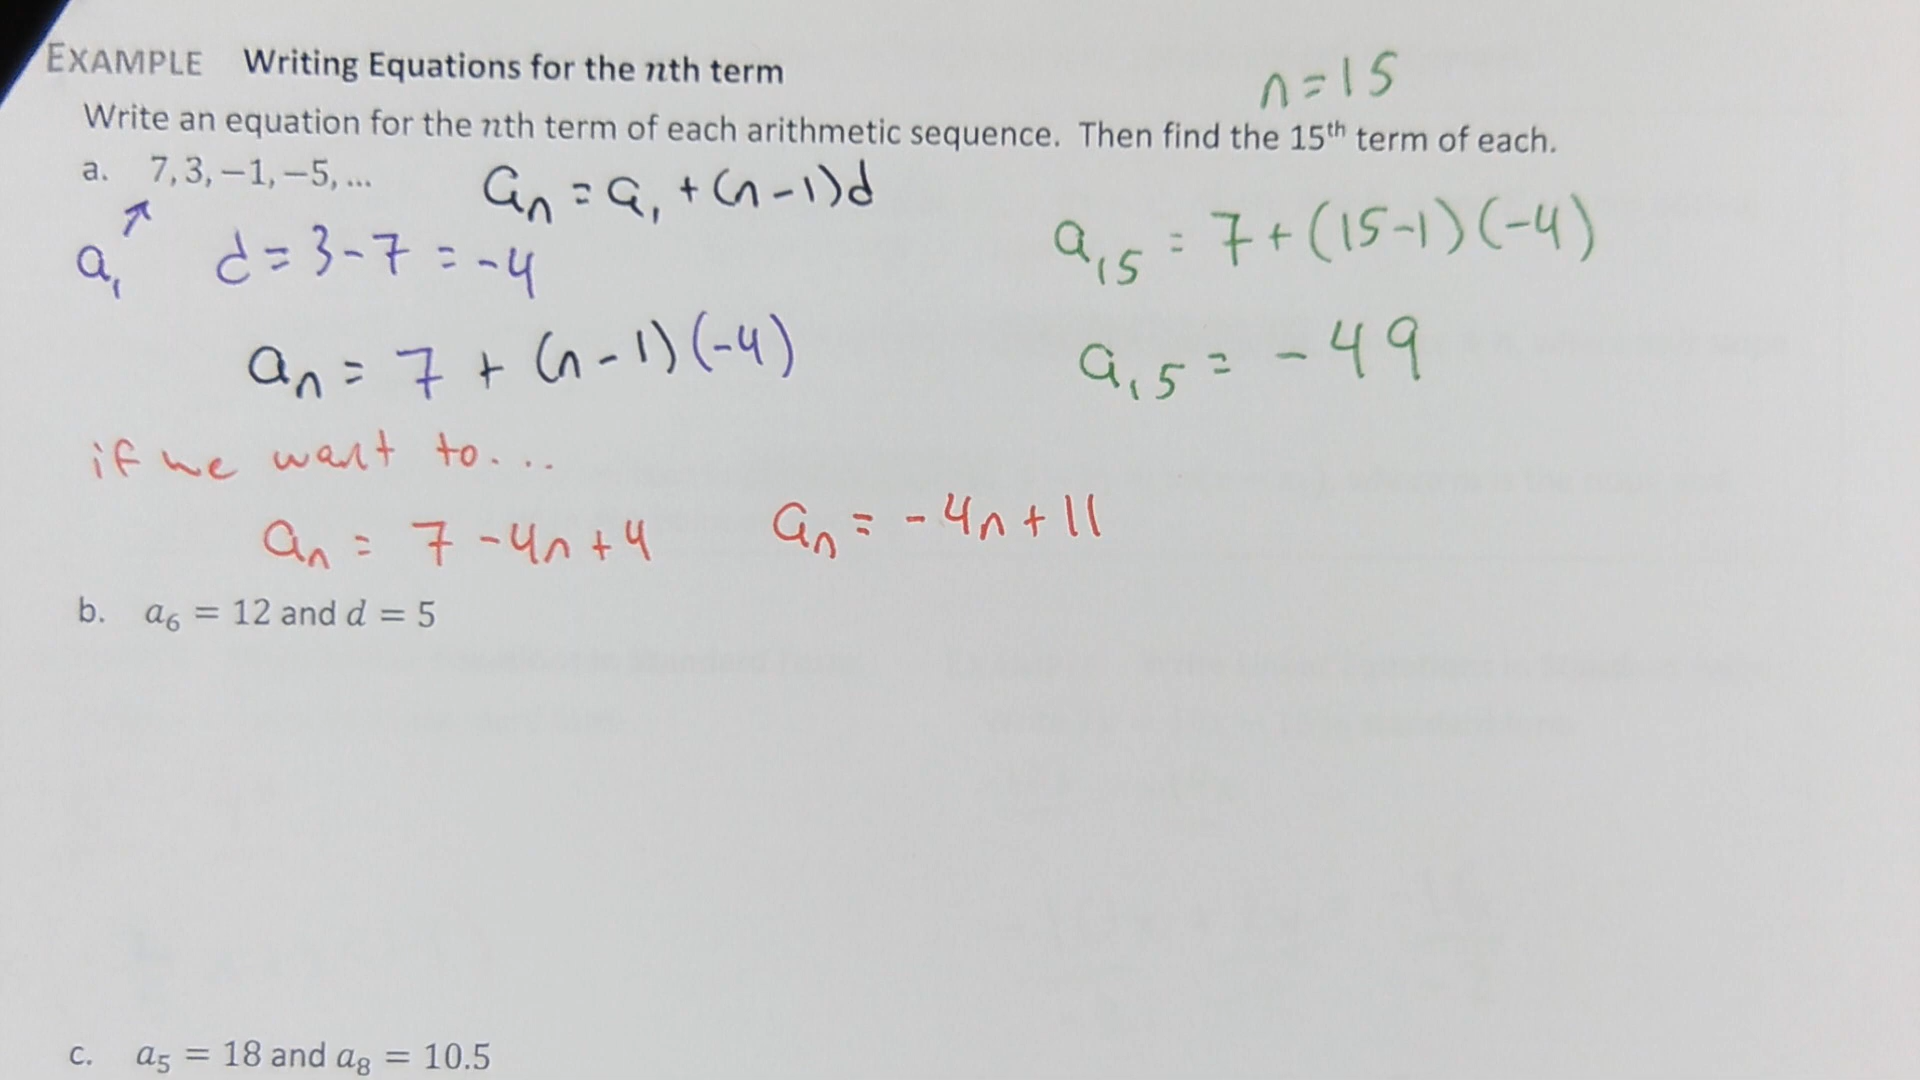 EXAMPLE Writing Equations for the nth term
n=15
Write an equation for the nth term of each arithmetic sequence. Then find the 15th term of each.
a. 7, 3, −1, −5, ...
aₙ = a₁ + (n−1)d
a₁
d = 3−7 = −4
a₁₅ = 7+(15−1)(−4)
aₙ = 7 + (n−1)(−4)
a₁₅ = −49
if we want to...
aₙ = 7 −4n +4
aₙ = −4n + 11
b. a₆ = 12 and d = 5
c. a₅ = 18 and a₈ = 10.5